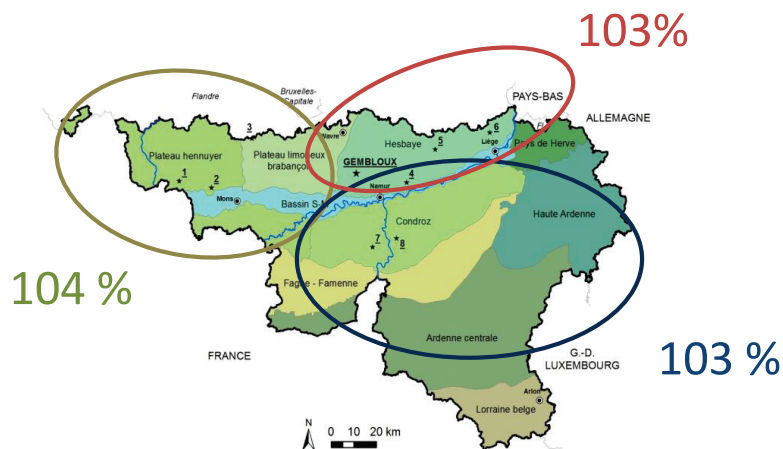 103%
Bruxelles-
Capitale
Flandre
PAYS-BAS
ALLEMAGNE
3
6
Wavre
5
Hesbaye
Liège
Pays de Herve
Plateau hennuyer
Plateau limoneux
brabançon
GEMBLOUX
1
2
4
Namur
Mons
Bassin S-M
Condroz
Haute Ardenne
7
8
104 %
Fagne - Famenne
Ardenne centrale
FRANCE
G.-D.
LUXEMBOURG
103 %
Arlon
Lorraine belge
N
0 10 20 km